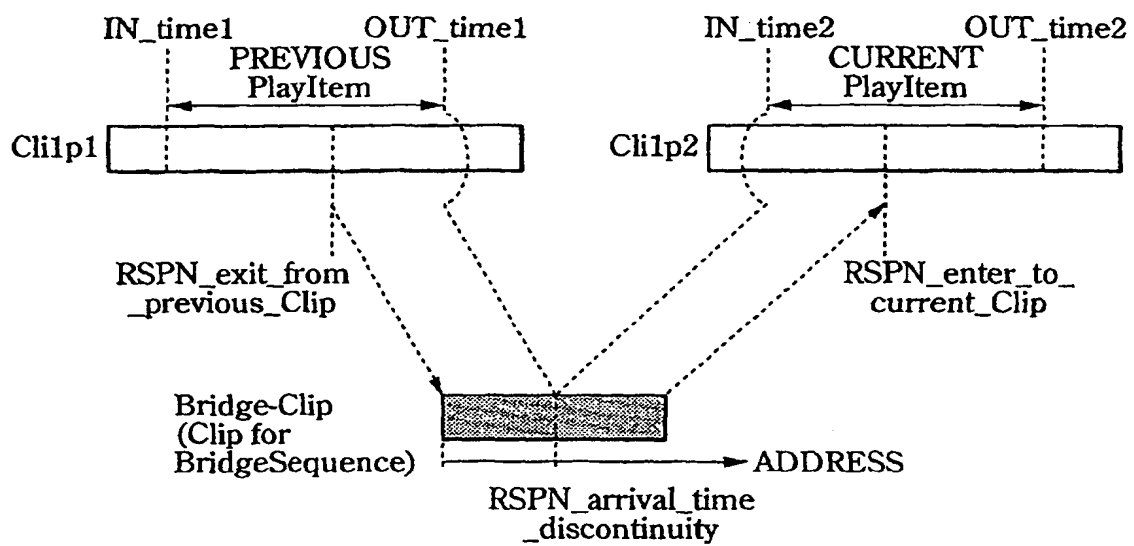 IN_time1
OUT_time1
IN_time2
OUT_time2
PREVIOUS
PlayItem
CURRENT
PlayItem
Cli1p1
Cli1p2
RSPN_exit_from
_previous_Clip
RSPN_enter_to_
current_Clip
Bridge-Clip
(Clip for
BridgeSequence)
ADDRESS
RSPN_arrival_time
_discontinuity